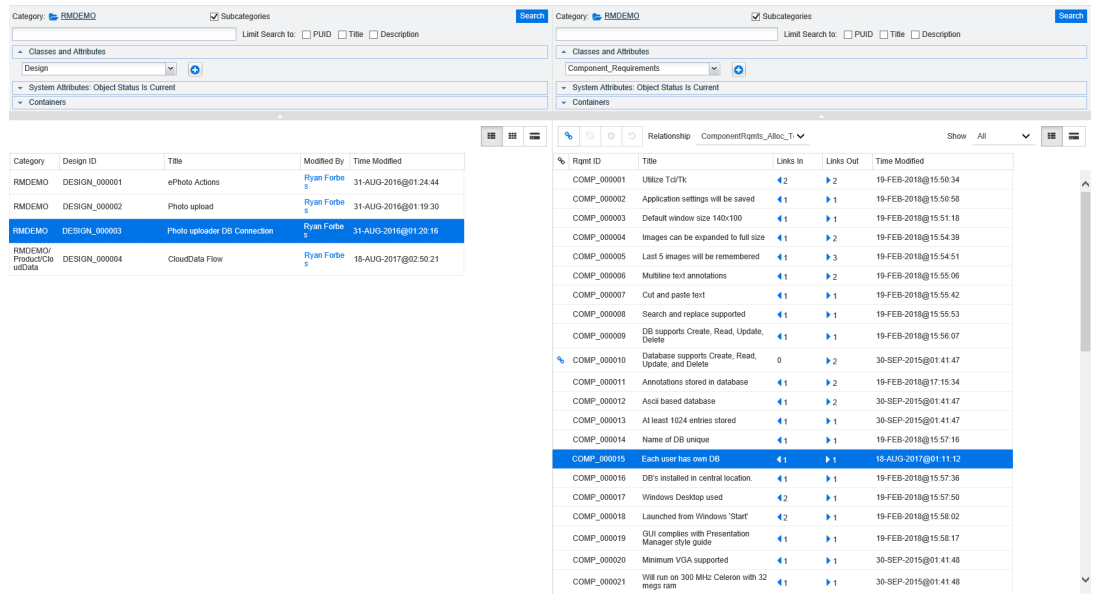 Category: RMDEMO Subcategories Search
Limit Search to: PUID Title Description
Classes and Attributes
Design
System Attributes: Object Status Is Current
Containers
Category Design ID Title Modified By Time Modified
RMDEMO DESIGN_000001 ePhoto Actions Ryan Forbe
s 31-AUG-2016@01:24:44
RMDEMO DESIGN_000002 Photo upload Ryan Forbe
s 31-AUG-2016@01:19:30
RMDEMO DESIGN_000003 Photo uploader DB Connection Ryan Forbe
s 31-AUG-2016@01:20:16
RMDEMO/
Product/Clo
udData DESIGN_000004 CloudData Flow Ryan Forbe
s 18-AUG-2017@02:50:21
Category: RMDEMO Subcategories Search
Limit Search to: PUID Title Description
Classes and Attributes
Component_Requirements
System Attributes: Object Status Is Current
Containers
Relationship ComponentRqmts_Alloc_T Show All
Rqmt ID Title Links In Links Out Time Modified
COMP_000001 Utilize Tcl/Tk 2 2 19-FEB-2018@15:50:34
COMP_000002 Application settings will be saved 1 1 19-FEB-2018@15:50:58
COMP_000003 Default window size 140x100 1 1 19-FEB-2018@15:51:18
COMP_000004 Images can be expanded to full size 1 2 19-FEB-2018@15:54:39
COMP_000005 Last 5 images will be remembered 1 3 19-FEB-2018@15:54:51
COMP_000006 Multiline text annotations 1 2 19-FEB-2018@15:55:06
COMP_000007 Cut and paste text 1 1 19-FEB-2018@15:55:42
COMP_000008 Search and replace supported 1 1 19-FEB-2018@15:55:53
COMP_000009 DB supports Create, Read, Update,
Delete 1 1 19-FEB-2018@15:56:07
COMP_000010 Database supports Create, Read,
Update, and Delete 0 2 30-SEP-2015@01:41:47
COMP_000011 Annotations stored in database 1 2 19-FEB-2018@17:15:34
COMP_000012 Ascii based database 1 2 30-SEP-2015@01:41:47
COMP_000013 At least 1024 entries stored 1 1 30-SEP-2015@01:41:47
COMP_000014 Name of DB unique 1 1 19-FEB-2018@15:57:16
COMP_000015 Each user has own DB 1 1 18-AUG-2017@01:11:12
COMP_000016 DB's installed in central location. 1 1 19-FEB-2018@15:57:36
COMP_000017 Windows Desktop used 2 1 19-FEB-2018@15:57:50
COMP_000018 Launched from Windows 'Start' 2 1 19-FEB-2018@15:58:02
COMP_000019 GUI complies with Presentation
Manager style guide 1 1 19-FEB-2018@15:58:17
COMP_000020 Minimum VGA supported 1 1 30-SEP-2015@01:41:48
COMP_000021 Will run on 300 MHz Celeron with 32
megs ram 1 1 30-SEP-2015@01:41:48